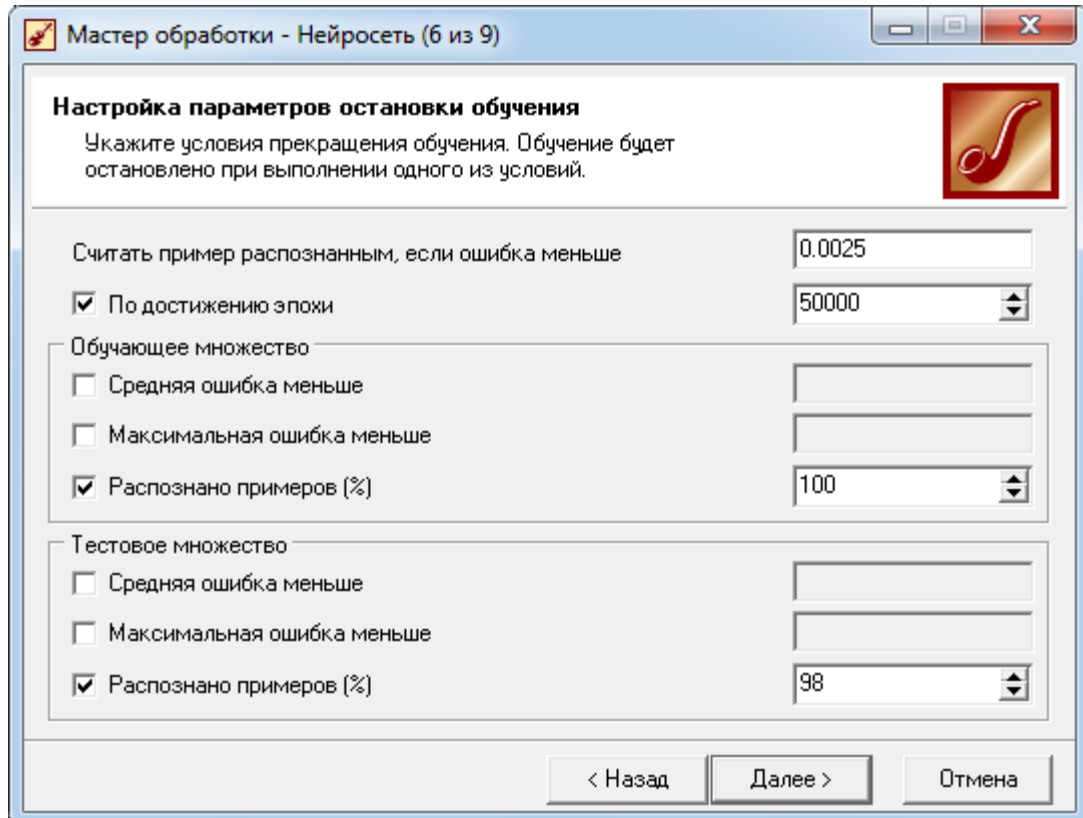 Мастер обработки - Нейросеть (6 из 9)
Настройка параметров остановки обучения
Укажите условия прекращения обучения. Обучение будет
остановлено при выполнении одного из условий.
Считать пример распознанным, если ошибка меньше 0.0025
По достижению эпохи 50000
Обучающее множество
Средняя ошибка меньше
Максимальная ошибка меньше
Распознано примеров (%) 100
Тестовое множество
Средняя ошибка меньше
Максимальная ошибка меньше
Распознано примеров (%) 98
< Назад Далее > Отмена